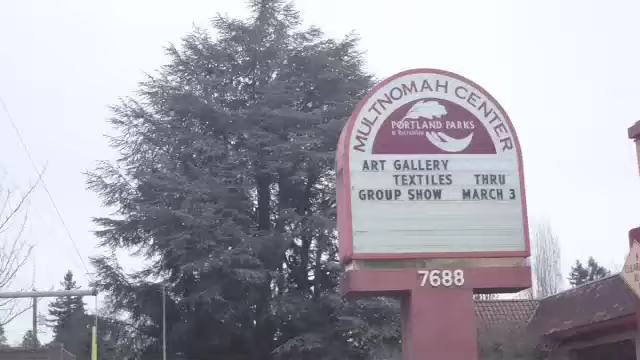 MULTNOMAH CENTER
PORTLAND PARKS
& Recreation
ART GALLERY
TEXTILES THRU
GROUP SHOW MARCH 3
7688